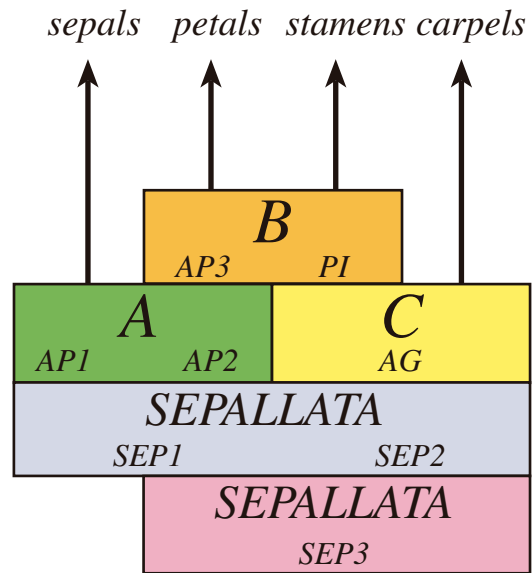 sepals petals stamens carpels
B
AP3 PI
A C
AP1 AP2 AG
SEPALLATA
SEP1 SEP2
SEPALLATA
SEP3